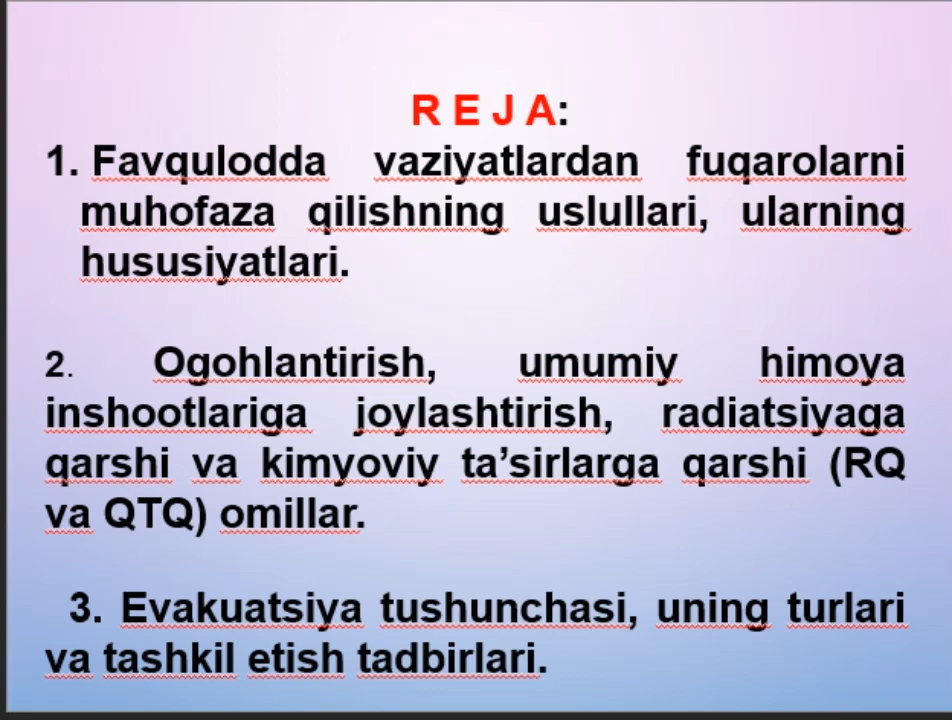 R E J A:
1. Favqulodda vaziyatlardan fuqarolarni
muhofaza qilishning uslullari, ularning
hususiyatlari.
2. Ogohlantirish, umumiy himoya
inshootlariga joylashtirish, radiatsiyaga
qarshi va kimyoviy ta’sirlarga qarshi (RQ
va QTQ) omillar.
3. Evakuatsiya tushunchasi, uning turlari
va tashkil etish tadbirlari.